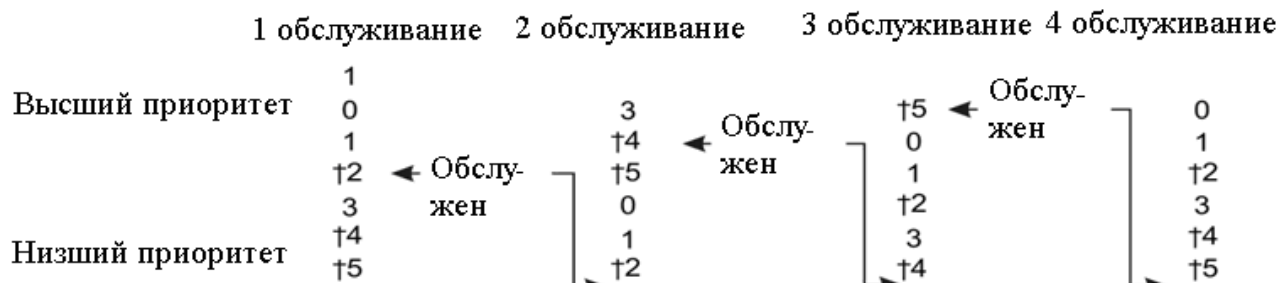 1 обслуживание 2 обслуживание 3 обслуживание 4 обслуживание
1
Высший приоритет 0 3 †5 Обслу- 0
жен
1 †4 Обслу- 0 1
жен
†2 Обслу- †5 1 †2
жен
3 0 †2 3
†4 1 3 †4
Низший приоритет †5 †2 †4 †5